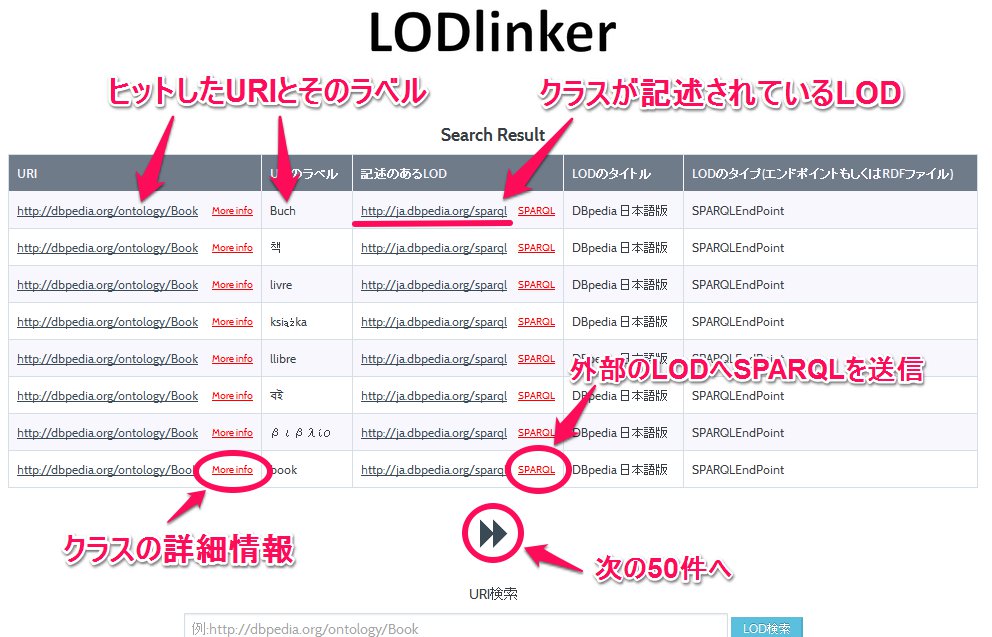 LODlinker
ヒットしたURIとそのラベル
クラスが記述されているLOD
Search Result
URI のラベル 記述のあるLOD LODのタイトル LODのタイプ(エンドポイントもしくはRDFファイル)
http://dbpedia.org/ontology/Book More info Buch http://ja.dbpedia.org/sparql SPARQL DBpedia 日本語版 SPARQLEndPoint
http://dbpedia.org/ontology/Book More info 책 http://ja.dbpedia.org/sparql SPARQL DBpedia 日本語版 SPARQLEndPoint
http://dbpedia.org/ontology/Book More info livre http://ja.dbpedia.org/sparql SPARQL DBpedia 日本語版 SPARQLEndPoint
http://dbpedia.org/ontology/Book More info książka http://ja.dbpedia.org/sparql SPARQL DBpedia 日本語版 SPARQLEndPoint
http://dbpedia.org/ontology/Book More info llibre http://ja.dbpedia.org/sparql SPARQL DBpedia 日本語版 SPARQLEndPoint
外部のLODへSPARQLを送信
http://dbpedia.org/ontology/Book More info বই http://ja.dbpedia.org/sparql SPARQL DBpedia 日本語版 SPARQLEndPoint
http://dbpedia.org/ontology/Book More info βιβλίο http://ja.dbpedia.org/sparql SPARQL DBpedia 日本語版 SPARQLEndPoint
http://dbpedia.org/ontology/Book More info book http://ja.dbpedia.org/sparql SPARQL DBpedia 日本語版 SPARQLEndPoint
クラスの詳細情報
次の50件へ
URI検索
例:http://dbpedia.org/ontology/Book LOD検索